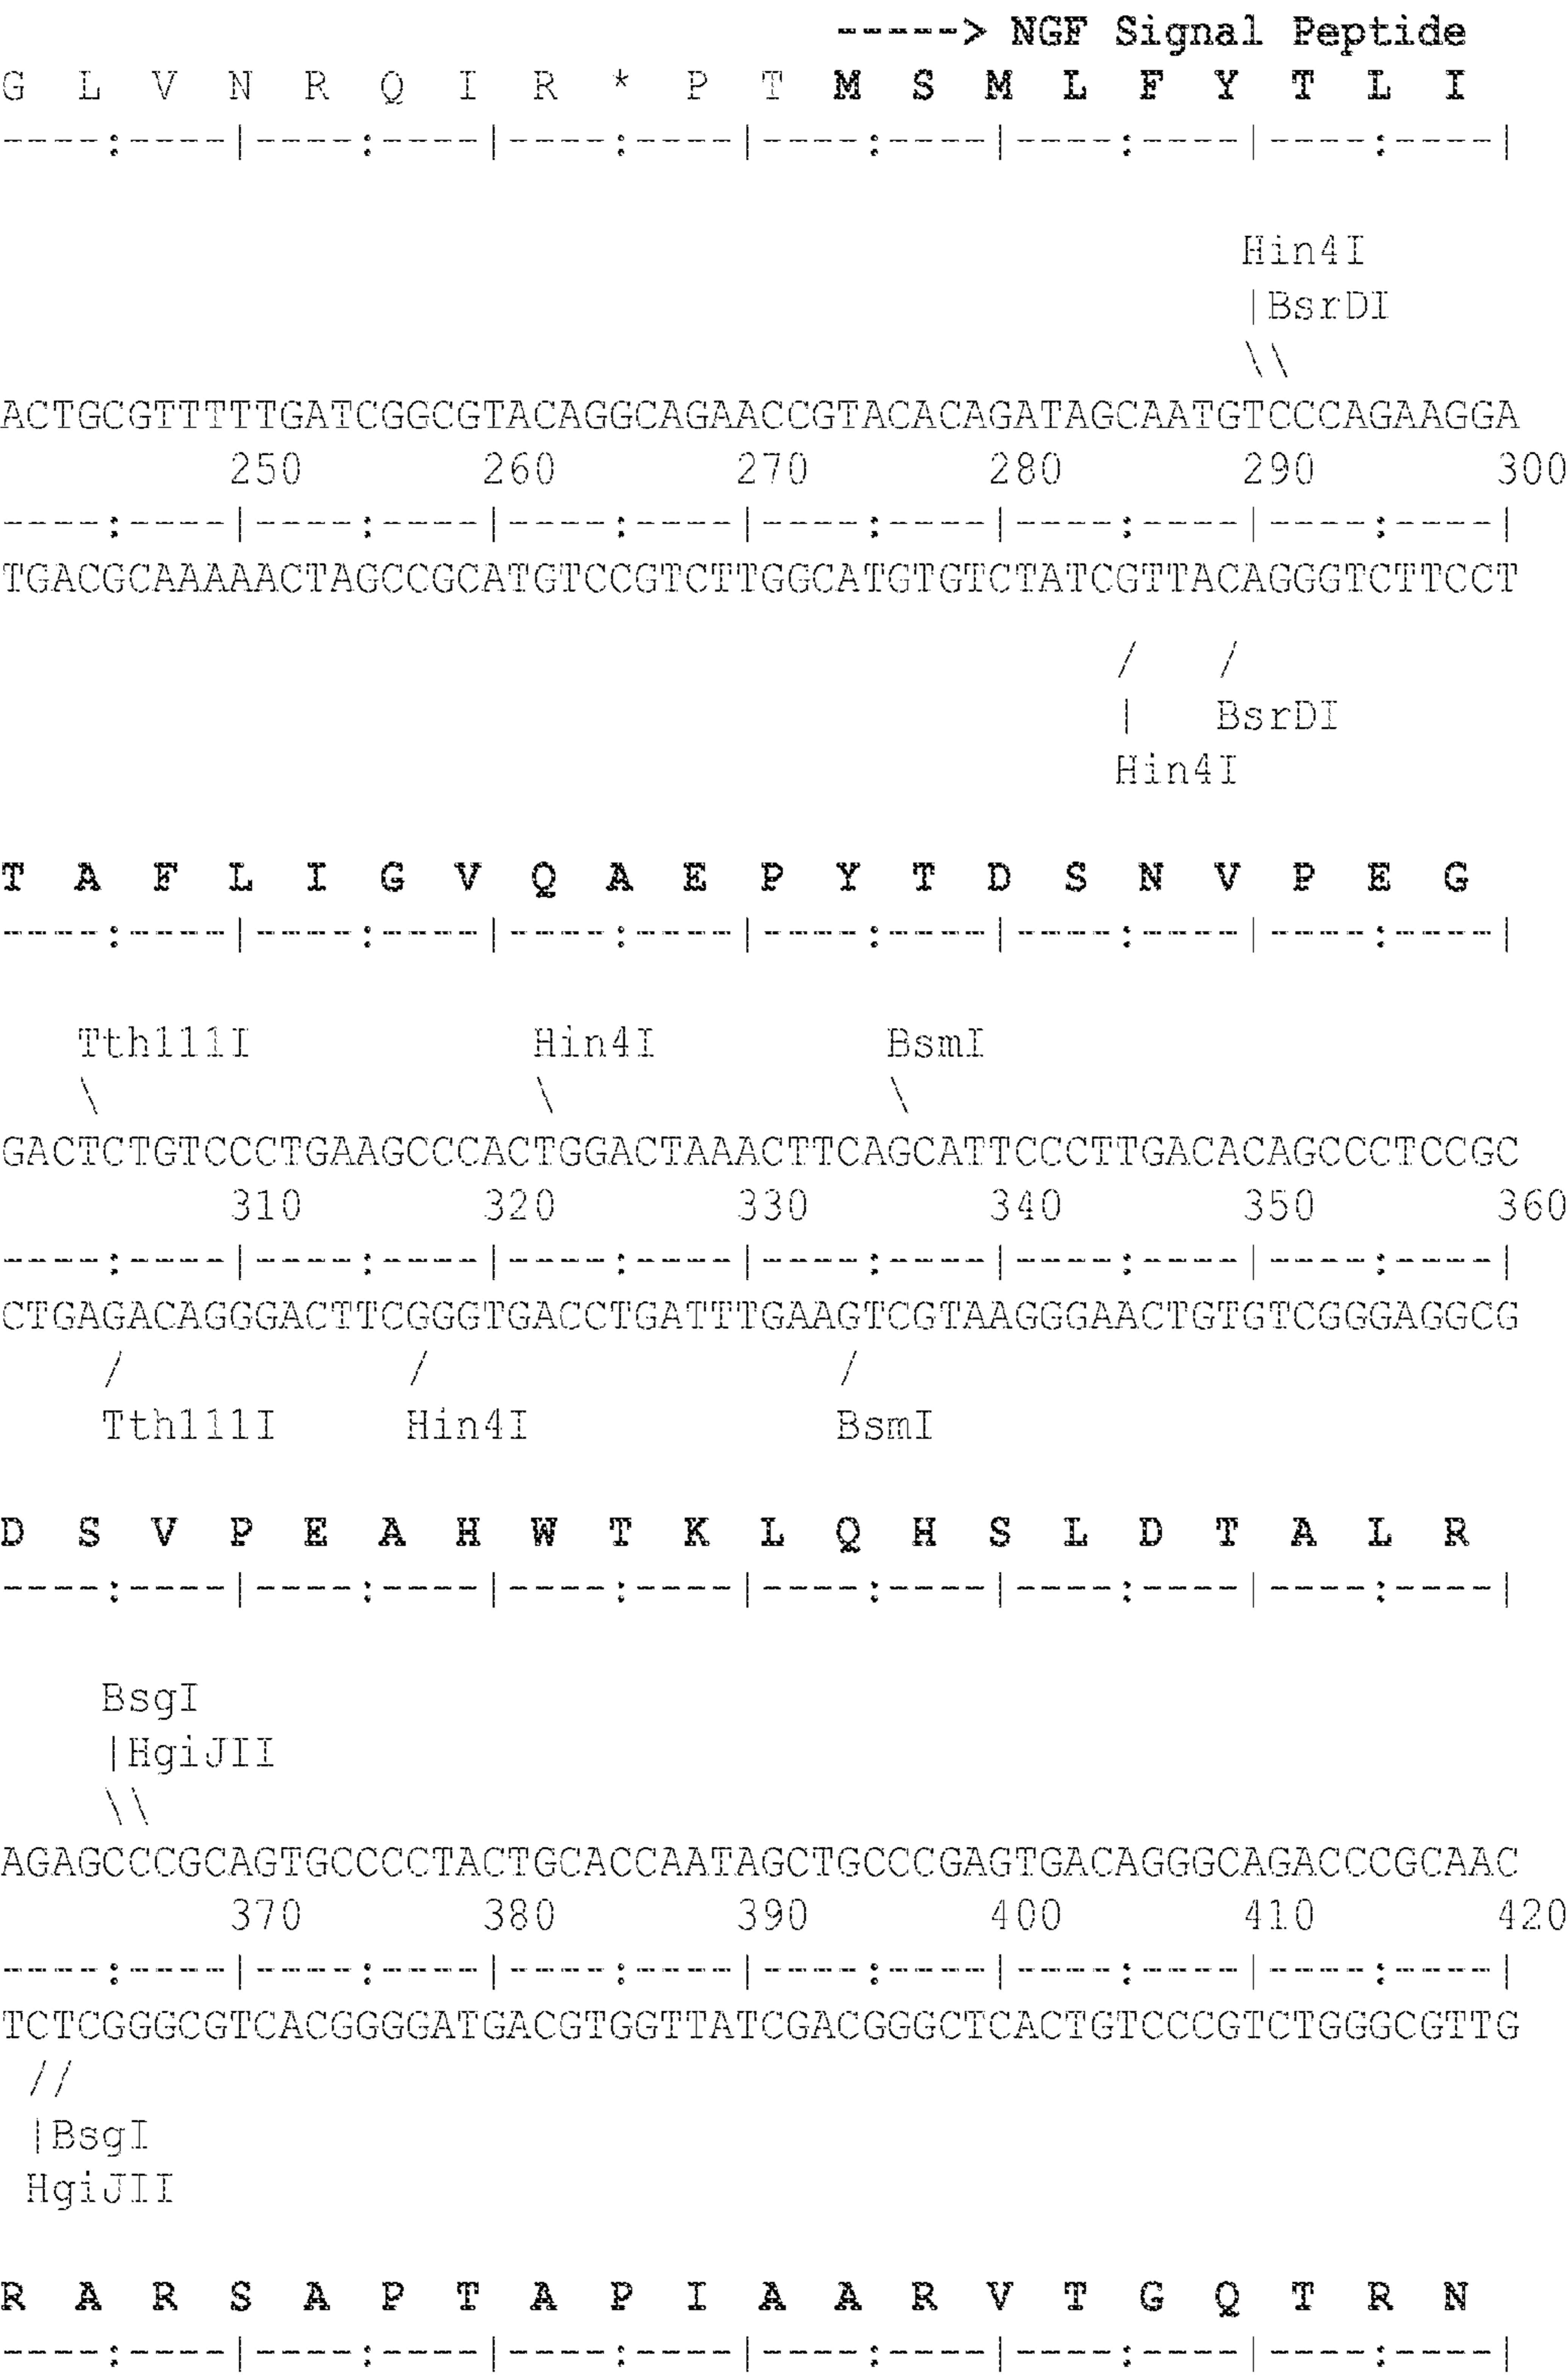 -----> NGF Signal Peptide
G L V N R Q I R * P T M S M L F Y T L I
----:----|----:----|----:----|----:----|----:----|----:----|
Hin4I
|BsrDI
\\
ACTGCGTTTTTGATCGGCGTACAGGCAGAACCGTACACAGATAGCAATGTCCCAGAAGGA
250 260 270 280 290 300
----:----|----:----|----:----|----:----|----:----|----:----|
TGACGCAAAAACTAGCCGCATGTCCGTCTTGGCATGTGTCTATCGTTACAGGGTCTTCCT
/ /
| BsrDI
Hin4I
T A F L I G V Q A E P Y T D S N V P E G
----:----|----:----|----:----|----:----|----:----|----:----|
Tth111I Hin4I BsmI
\ \ \
GACTCTGTCCCTGAAGCCCACTGGACTAAACTTCAGCATTCCCTTGACACAGCCCTCCGC
310 320 330 340 350 360
----:----|----:----|----:----|----:----|----:----|----:----|
CTGAGACAGGGACTTCGGGTGACCTGATTTGAAGTCGTAAGGGAACTGTGTCGGGAGGCG
/ / /
Tth111I Hin4I BsmI
D S V P E A H W T K L Q H S L D T A L R
----:----|----:----|----:----|----:----|----:----|----:----|
BsgI
|HgiJII
\\
AGAGCCCGCAGTGCCCCTACTGCACCAATAGCTGCCCGAGTGACAGGGCAGACCCGCAAC
370 380 390 400 410 420
----:----|----:----|----:----|----:----|----:----|----:----|
TCTCGGGCGTCACGGGGATGACGTGGTTATCGACGGGCTCACTGTCCCGTCTGGGCGTTG
//
|BsgI
HgiJII
R A R S A P T A P I A A R V T G Q T R N
----:----|----:----|----:----|----:----|----:----|----:----|